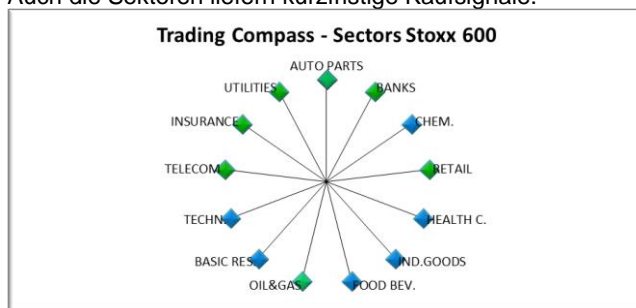 Auch die Sektoren liefern kurzfristige Kaufsignale.
Trading Compass - Sectors Stoxx 600
AUTO PARTS
UTILITIES
BANKS
INSURANCE
CHEM.
TELECOM.
RETAIL
TECHN.
HEALTH C.
BASIC RES.
IND.GOODS
OIL&GAS
FOOD BEV.